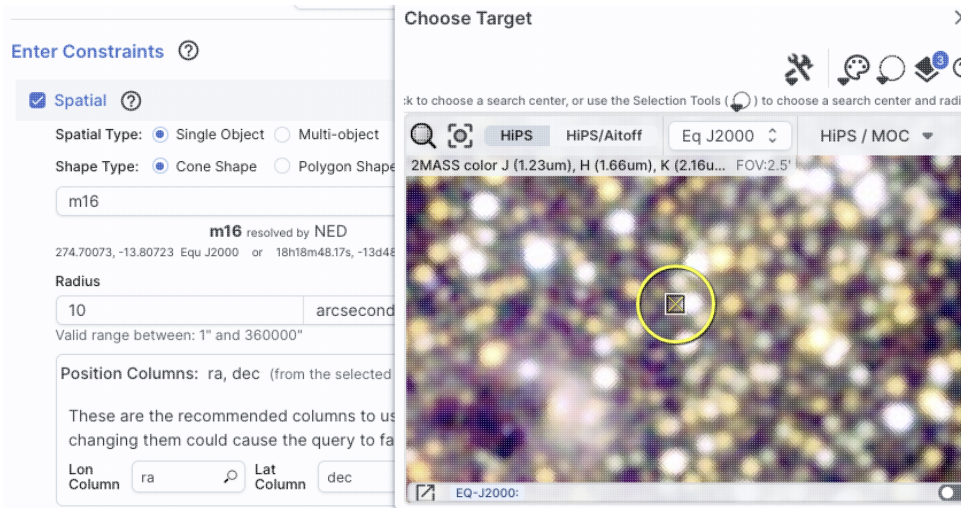 Enter Constraints
Spatial
Spatial Type: Single Object Multi-object
Shape Type: Cone Shape Polygon Shape
m16
m16 resolved by NED
274.70073, -13.80723 Equ J2000 or 18h18m48.17s, -13d48
Radius
10 arcsecond
Valid range between: 1" and 360000"
Position Columns: ra, dec (from the selected
These are the recommended columns to us
changing them could cause the query to fa
Lon Column ra Lat Column dec
Choose Target
3
:k to choose a search center, or use the Selection Tools ( ) to choose a search center and radi
HiPS HiPS/Aitoff Eq J2000 HiPS / MOC
2MASS color J (1.23um), H (1.66um), K (2.16u... FOV:2.5'
EQ-J2000: